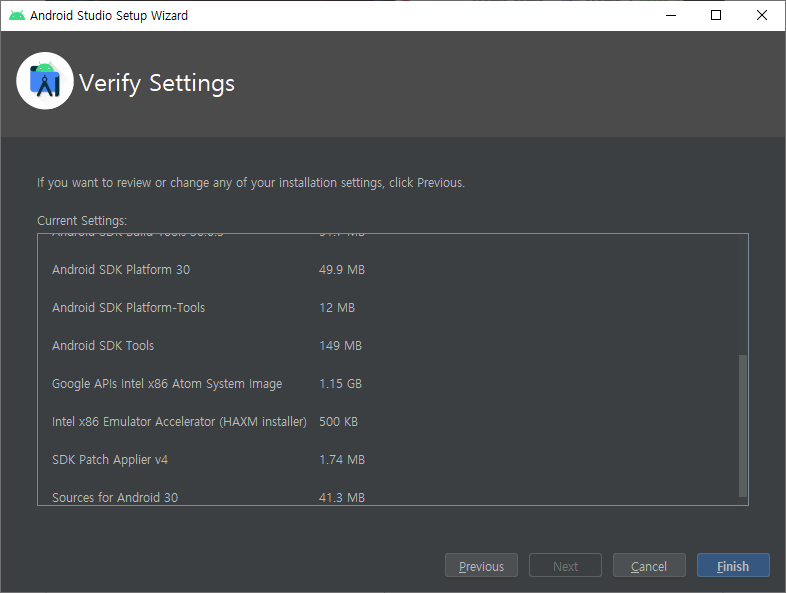 Android Studio Setup Wizard
Verify Settings
If you want to review or change any of your installation settings, click Previous.
Current Settings:
Android SDK Platform 30 49.9 MB
Android SDK Platform-Tools 12 MB
Android SDK Tools 149 MB
Google APIs Intel x86 Atom System Image 1.15 GB
Intel x86 Emulator Accelerator (HAXM installer) 500 KB
SDK Patch Applier v4 1.74 MB
Sources for Android 30 41.3 MB
Previous Next Cancel Finish